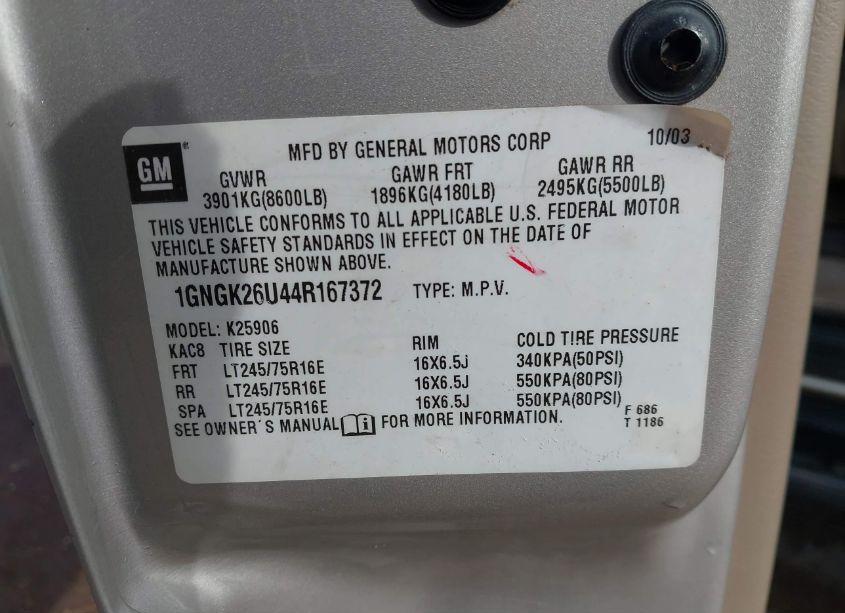 GM
MFD BY GENERAL MOTORS CORP 10/03
GVWR GAWR FRT GAWR RR
3901KG(8600LB) 1896KG(4180LB) 2495KG(5500LB)
THIS VEHICLE CONFORMS TO ALL APPLICABLE U.S. FEDERAL MOTOR
VEHICLE SAFETY STANDARDS IN EFFECT ON THE DATE OF
MANUFACTURE SHOWN ABOVE.
1GNGK26U44R167372 TYPE: M.P.V.
MODEL: K25906
KAC8 TIRE SIZE RIM COLD TIRE PRESSURE
FRT LT245/75R16E 16X6.5J 340KPA(50PSI)
RR LT245/75R16E 16X6.5J 550KPA(80PSI)
SPA LT245/75R16E 16X6.5J 550KPA(80PSI)
SEE OWNER'S MANUAL FOR MORE INFORMATION.
F 686
T 1186